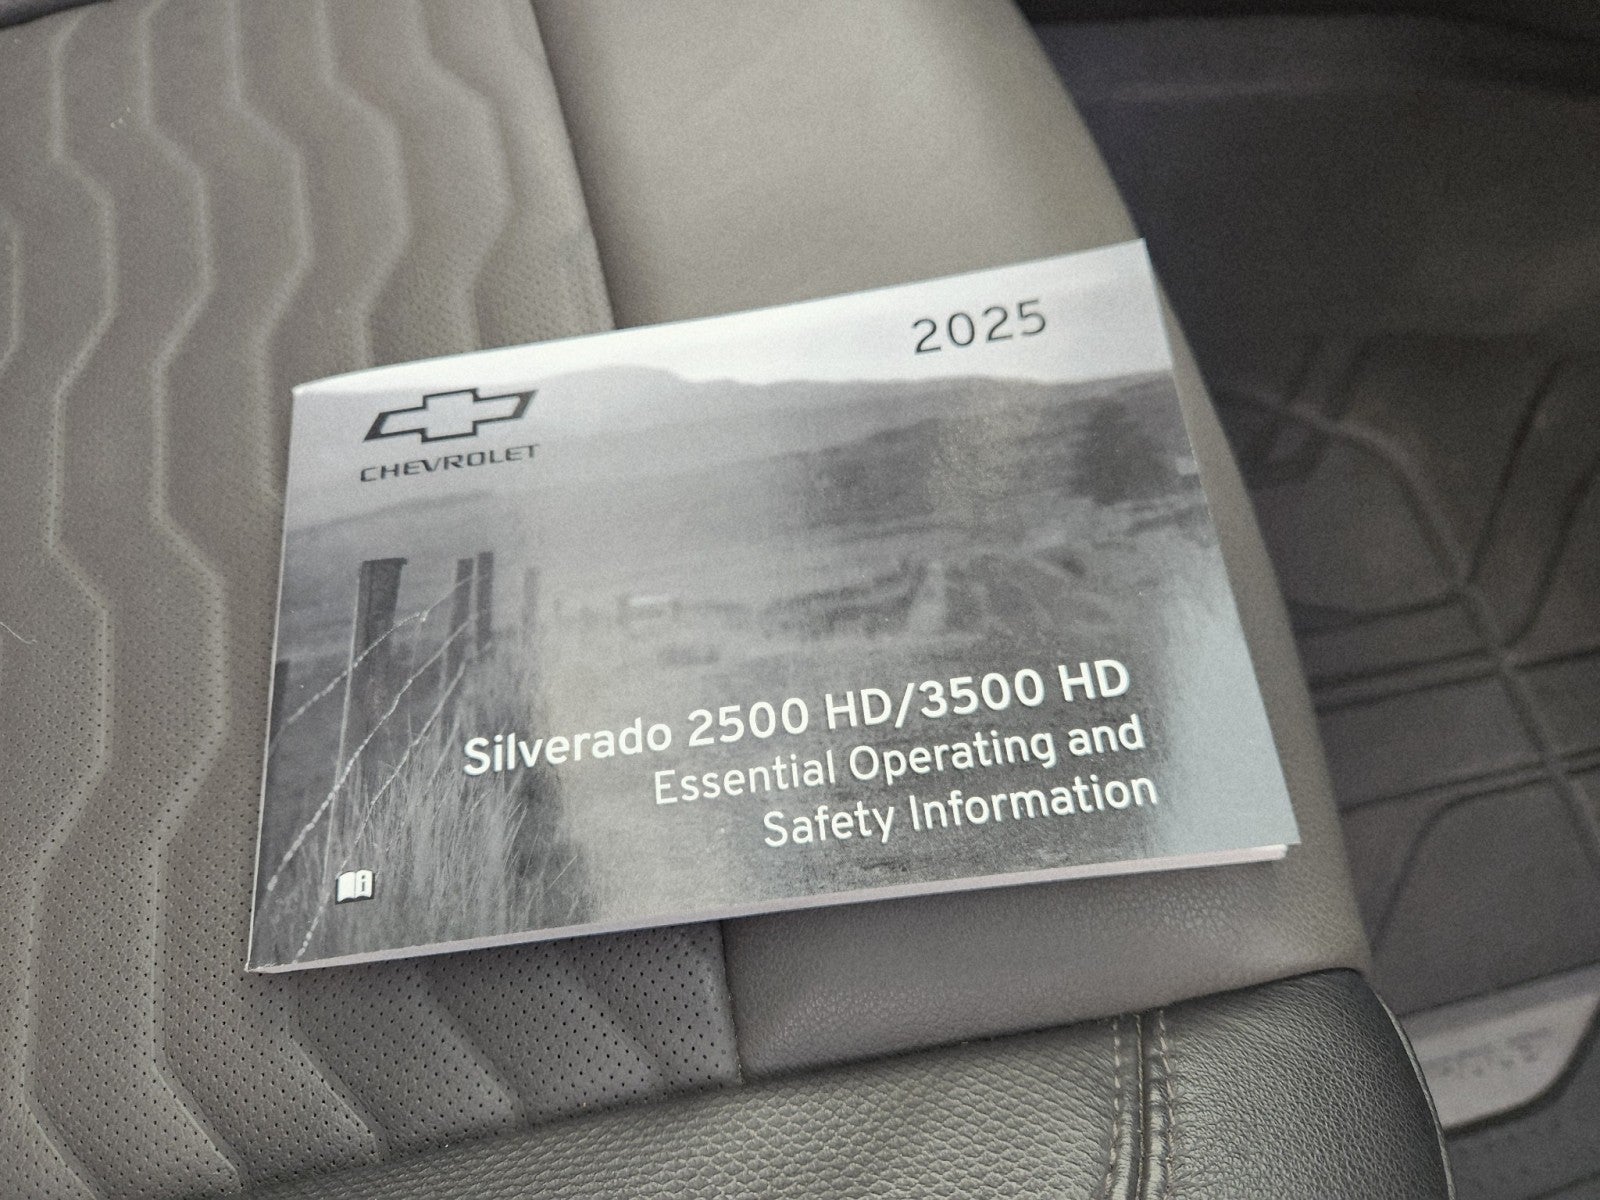 2025
CHEVROLET
Silverado 2500 HD/3500 HD
Essential Operating and
Safety Information